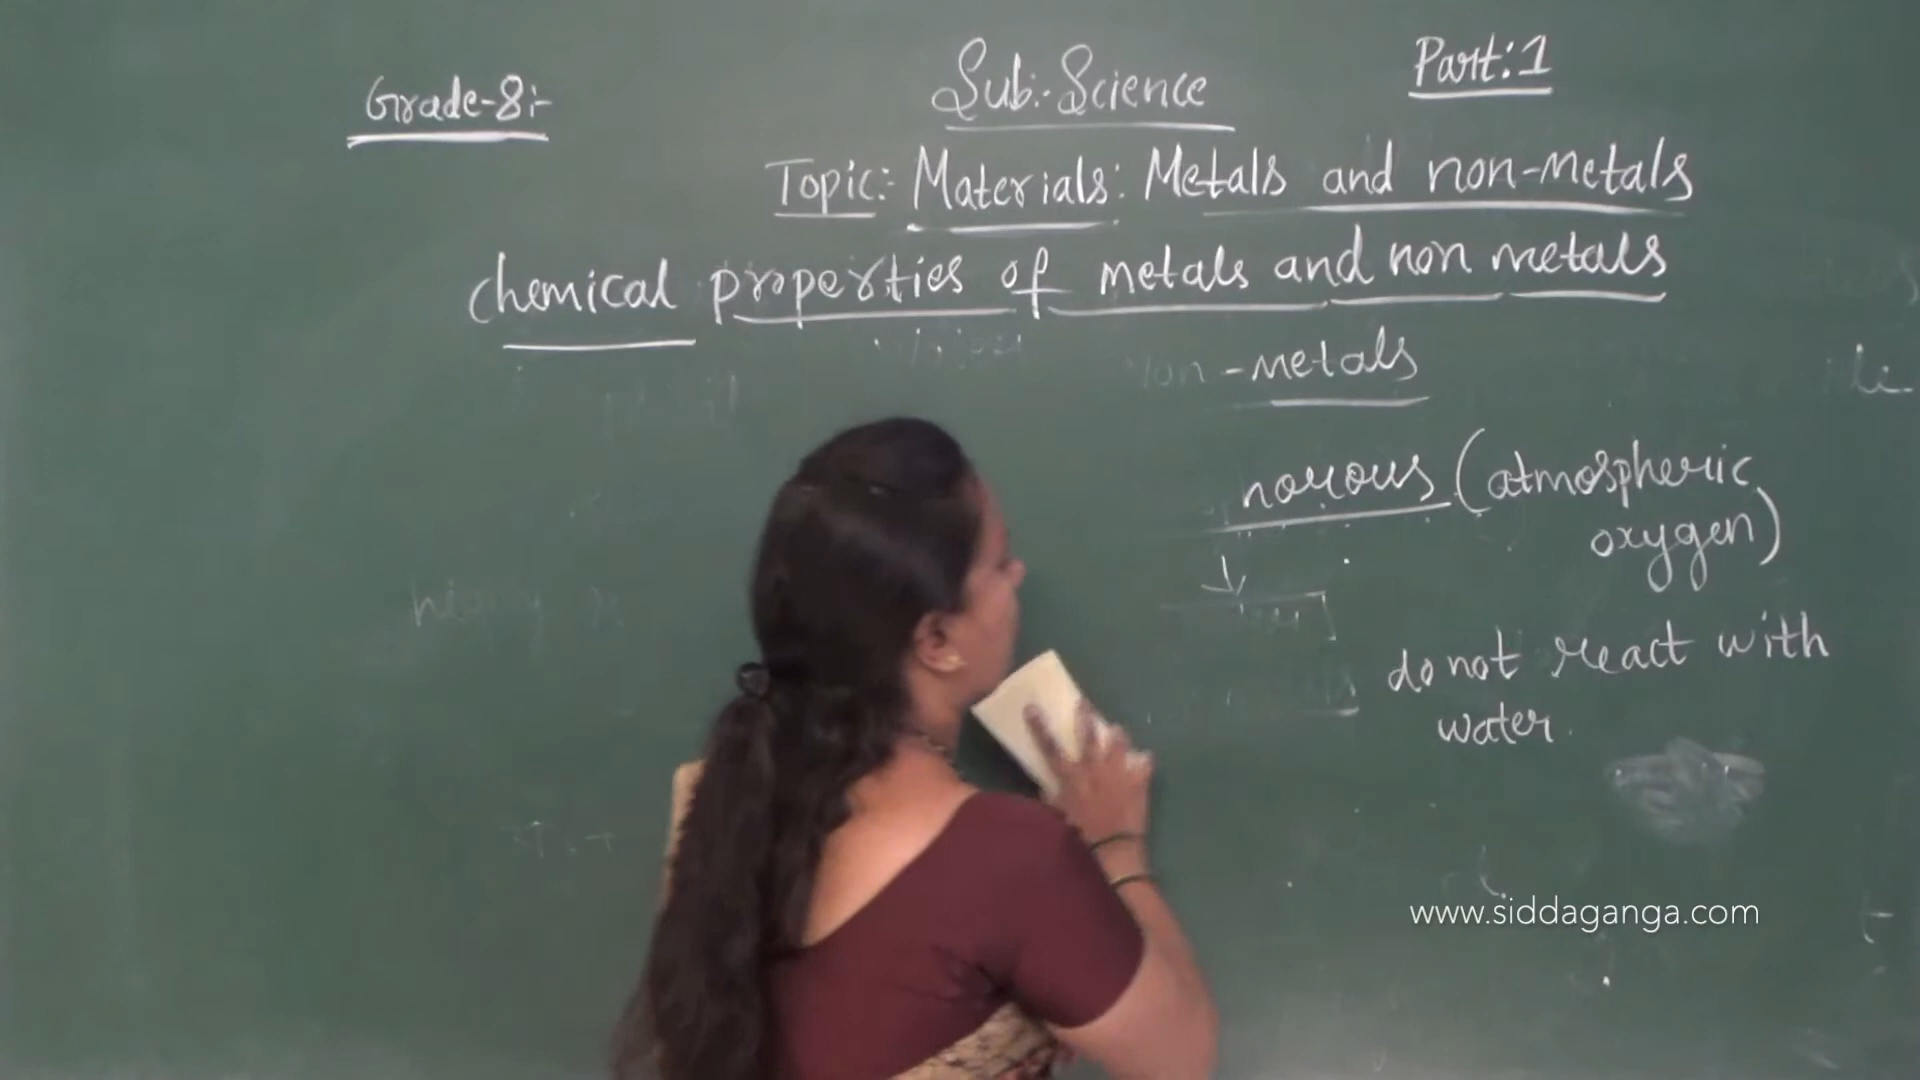 Grade-8:-
Sub:-Science
Part:1
Topic:- Materials: Metals and non-metals
chemical properties of metals and non metals
Non-metals
(atmospheric
oxygen)
do not react with
water.
www.siddaganga.com